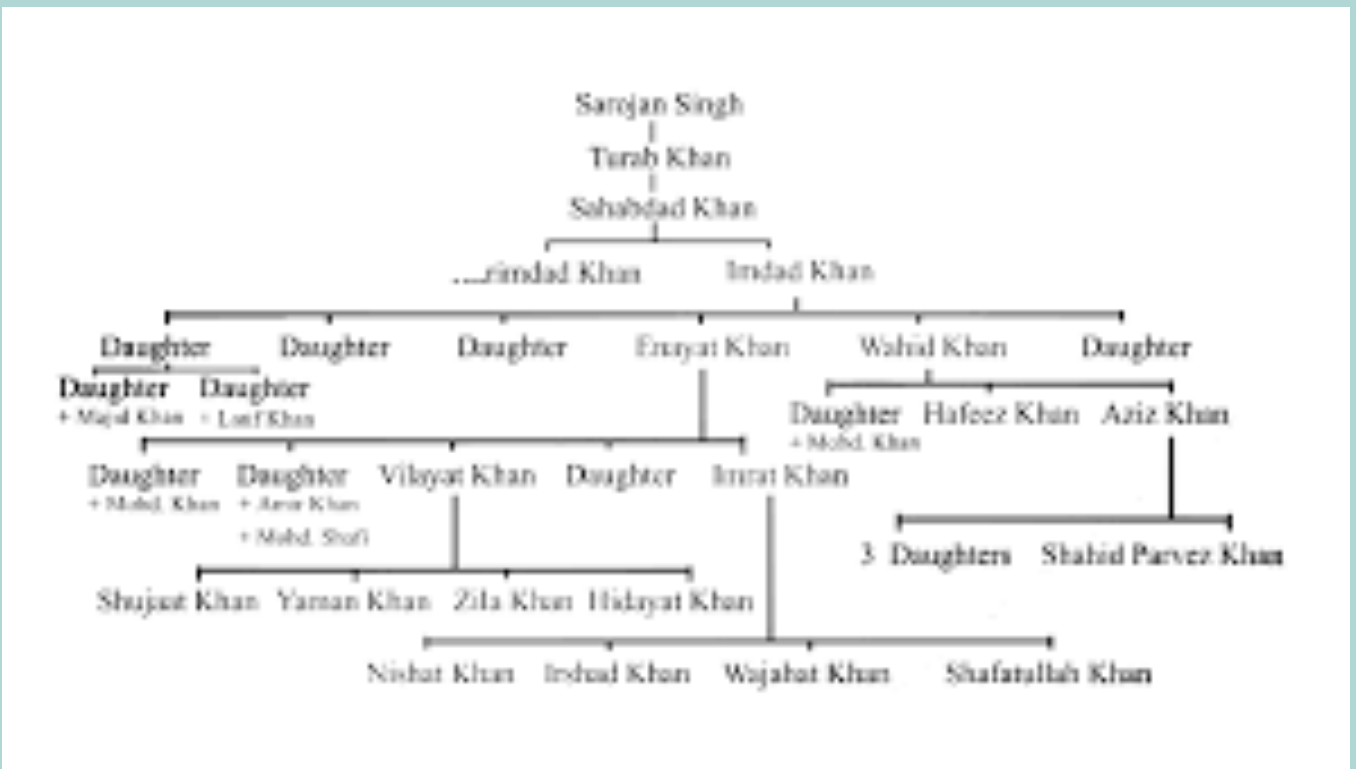 Sarojan Singh
Turab Khan
Sahabdad Khan
Khan Imdad Khan
Daughter Daughter Daughter Enayat Khan Wahid Khan Daughter
Daughter Daughter
+ Majid Khan Khan
Daughter Hafeez Khan Aziz Khan
+ Mohd. Khan
Daughter Daughter Vilayat Khan Daughter Imrat Khan
+ Mohd. Khan + Amir Khan
+ Mohd. Shafi
3 Daughters Shahid Parvez Khan
Shujaat Khan Yaman Khan Zila Khan Hidayat Khan
Nishat Khan Irshad Khan Wajahat Khan Shafatullah Khan